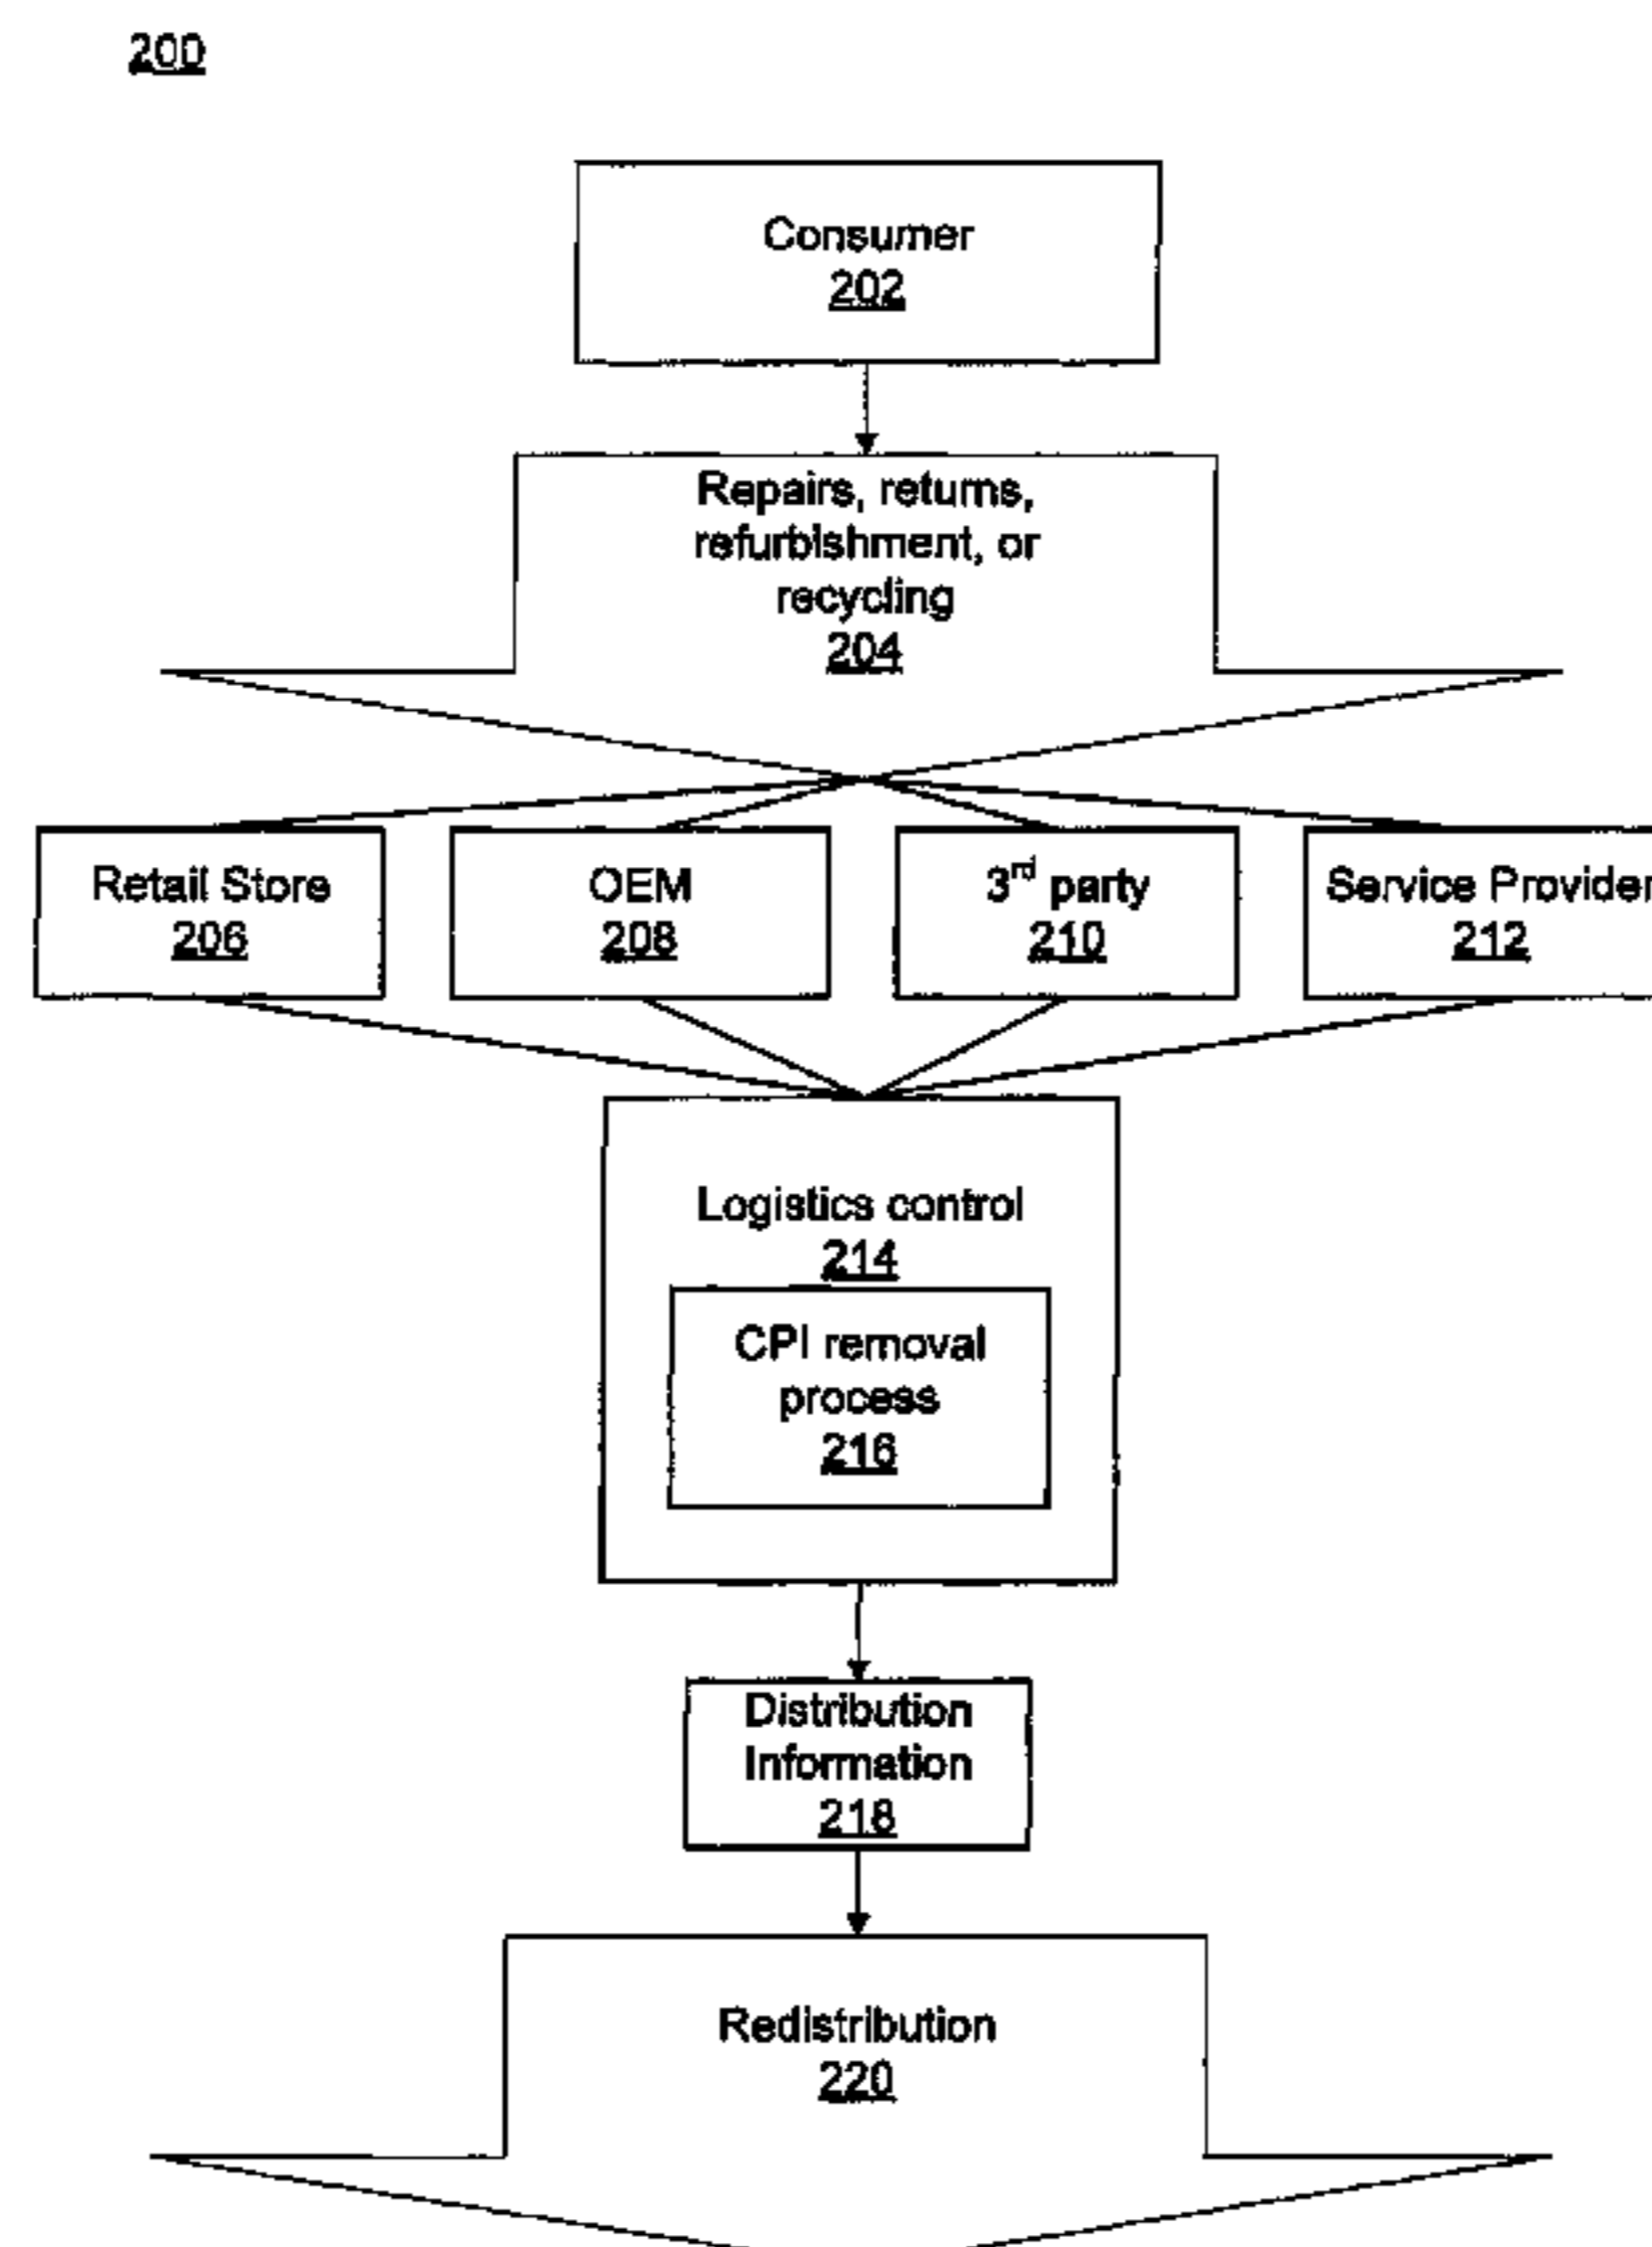 200
Consumer
202
Repairs, returns,
refurbishment, or
recycling
204
Retail Store
206
OEM
208
3rd party
210
Service Provider
212
Logistics control
214
CPI removal
process
216
Distribution
Information
218
Redistribution
220